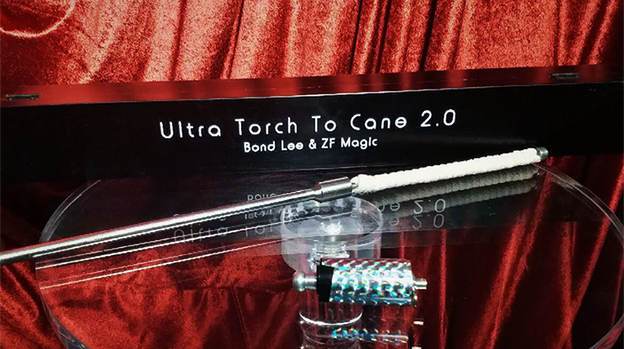 Ultra Torch To Cane 2.0
Bond Lee & ZF Magic